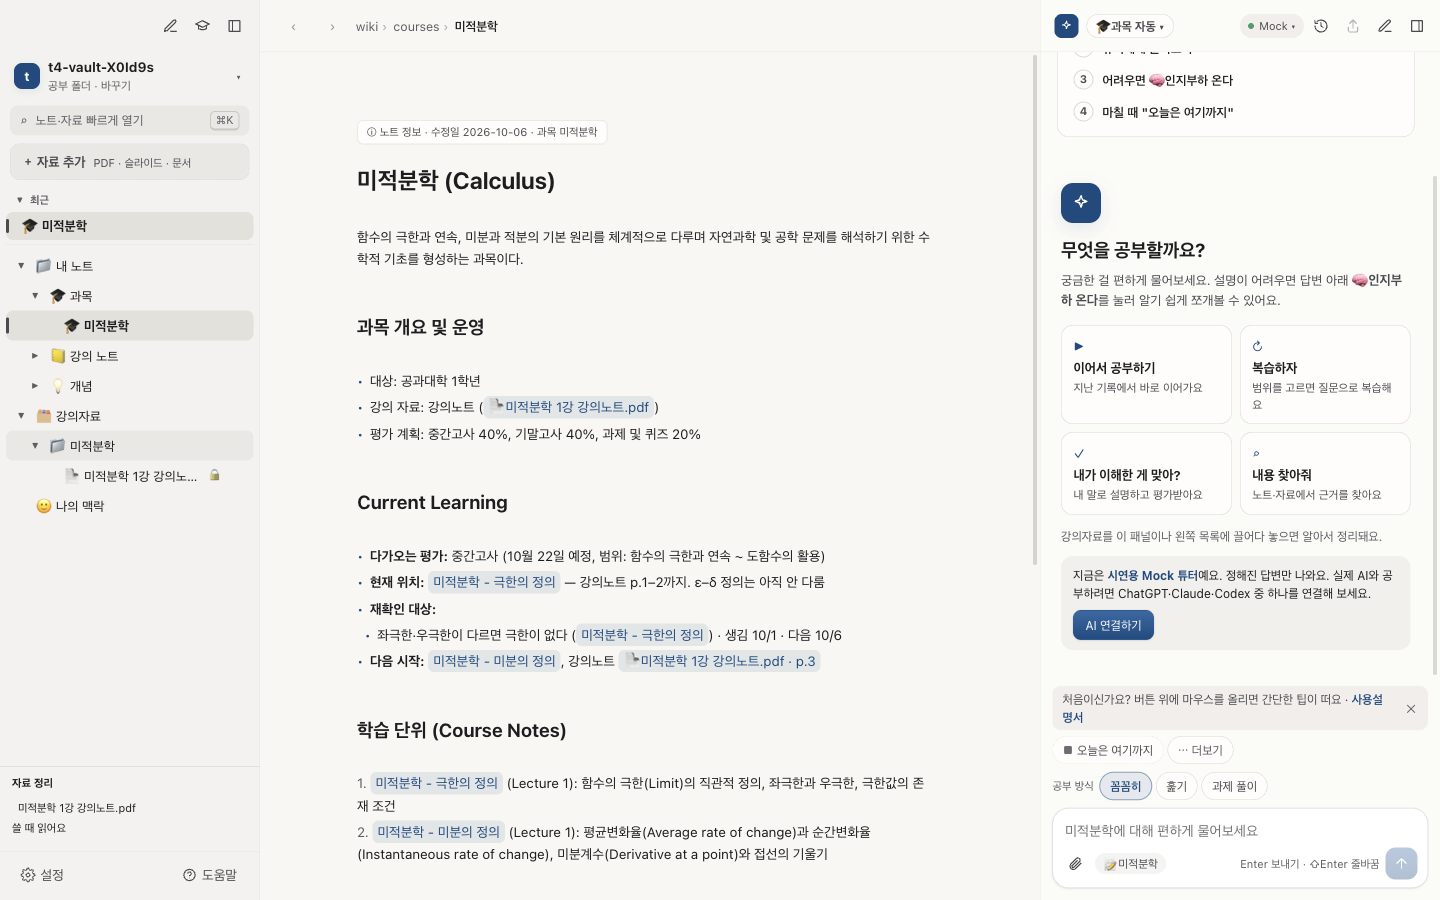 t
t4-vault-X0ld9s
공부 폴더 · 바꾸기
노트·자료 빠르게 열기 ⌘K
+ 자료 추가 PDF · 슬라이드 · 문서
최근
미적분학
내 노트
과목
미적분학
강의 노트
개념
강의자료
미적분학
미적분학 1강 강의노...
나의 맥락
자료 정리
미적분학 1강 강의노트.pdf
쓸 때 읽어요
설정
도움말
wiki › courses › 미적분학
노트 정보 · 수정일 2026-10-06 · 과목 미적분학
미적분학 (Calculus)
함수의 극한과 연속, 미분과 적분의 기본 원리를 체계적으로 다루며 자연과학 및 공학 문제를 해석하기 위한 수
학적 기초를 형성하는 과목이다.
과목 개요 및 운영
• 대상: 공과대학 1학년
• 강의 자료: 강의노트 (미적분학 1강 강의노트.pdf)
• 평가 계획: 중간고사 40%, 기말고사 40%, 과제 및 퀴즈 20%
Current Learning
• 다가오는 평가: 중간고사 (10월 22일 예정, 범위: 함수의 극한과 연속 ~ 도함수의 활용)
• 현재 위치: 미적분학 - 극한의 정의 — 강의노트 p.1–2까지. ε–δ 정의는 아직 안 다룸
• 재확인 대상:
• 좌극한·우극한이 다르면 극한이 없다 (미적분학 - 극한의 정의) · 생김 10/1 · 다음 10/6
• 다음 시작: 미적분학 - 미분의 정의, 강의노트 미적분학 1강 강의노트.pdf · p.3
학습 단위 (Course Notes)
1. 미적분학 - 극한의 정의 (Lecture 1): 함수의 극한(Limit)의 직관적 정의, 좌극한과 우극한, 극한값의 존
재 조건
2. 미적분학 - 미분의 정의 (Lecture 1): 평균변화율(Average rate of change)과 순간변화율
(Instantaneous rate of change), 미분계수(Derivative at a point)와 접선의 기울기
과목 자동
Mock
3 어려우면 🧠인지부하 온다
4 마칠 때 "오늘은 여기까지"
무엇을 공부할까요?
궁금한 걸 편하게 물어보세요. 설명이 어려우면 답변 아래 🧠인지부
하 온다를 눌러 알기 쉽게 쪼개볼 수 있어요.
이어서 공부하기
지난 기록에서 바로 이어가요
복습하자
범위를 고르면 질문으로 복습해
요
내가 이해한 게 맞아?
내 말로 설명하고 평가받아요
내용 찾아줘
노트·자료에서 근거를 찾아요
강의자료를 이 패널이나 왼쪽 목록에 끌어다 놓으면 알아서 정리돼요.
지금은 시연용 Mock 튜터예요. 정해진 답변만 나와요. 실제 AI와 공
부하려면 ChatGPT·Claude·Codex 중 하나를 연결해 보세요.
AI 연결하기
처음이신가요? 버튼 위에 마우스를 올리면 간단한 팁이 떠요 · 사용설
명서
오늘은 여기까지
··· 더보기
공부 방식 꼼꼼히 훑기 과제 풀이
미적분학에 대해 편하게 물어보세요
미적분학
Enter 보내기 · ⇧Enter 줄바꿈